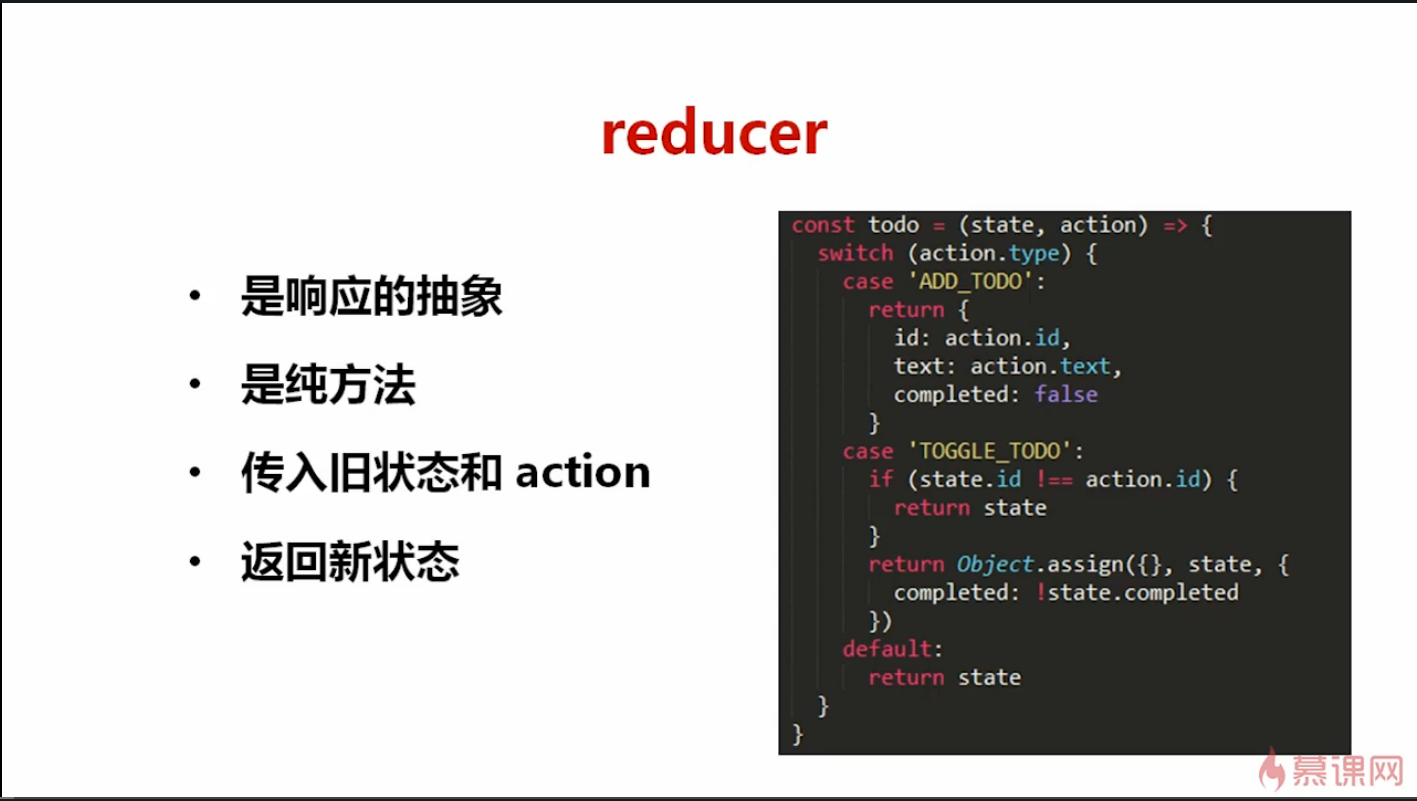 reducer
• 是响应的抽象
• 是纯方法
• 传入旧状态和 action
• 返回新状态
const todo = (state, action) => {
  switch (action.type) {
    case 'ADD_TODO':
      return {
        id: action.id,
        text: action.text,
        completed: false
      }
    case 'TOGGLE_TODO':
      if (state.id !== action.id) {
        return state
      }
      return Object.assign({}, state, {
        completed: !state.completed
      })
    default:
      return state
  }
}
慕课网